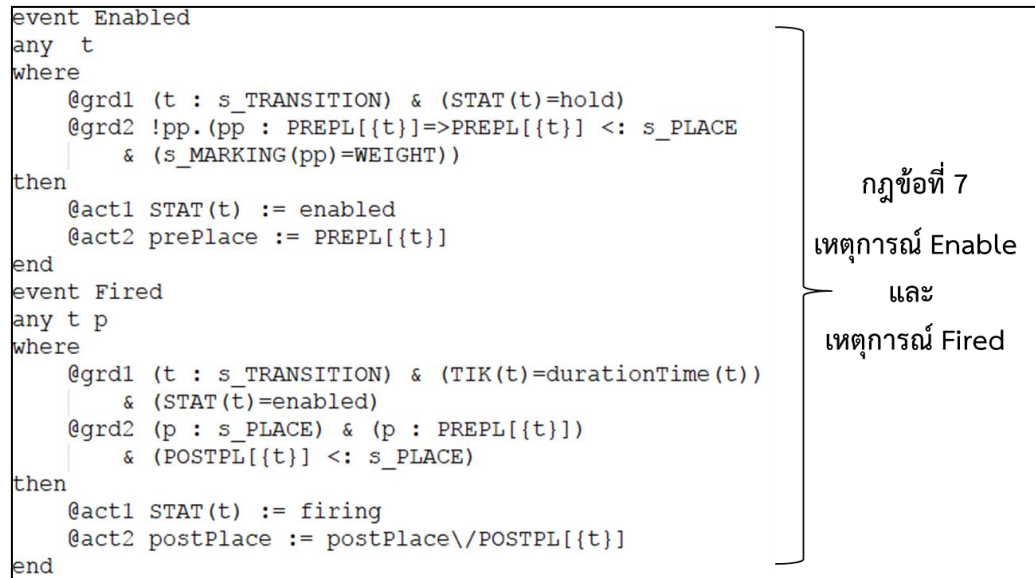 event Enabled
any  t
where
    @grd1 (t : s_TRANSITION) & (STAT(t)=hold)
    @grd2 !pp.(pp : PREPL[{t}]=>PREPL[{t}] <: s_PLACE
        & (s_MARKING(pp)=WEIGHT))
then
    @act1 STAT(t) := enabled
    @act2 prePlace := PREPL[{t}]
end
event Fired
any t p
where
    @grd1 (t : s_TRANSITION) & (TIK(t)=durationTime(t))
        & (STAT(t)=enabled)
    @grd2 (p : s_PLACE) & (p : PREPL[{t}])
        & (POSTPL[{t}] <: s_PLACE)
then
    @act1 STAT(t) := firing
    @act2 postPlace := postPlace\/POSTPL[{t}]
end
กฎข้อที่ 7
เหตุการณ์ Enable
และ
เหตุการณ์ Fired